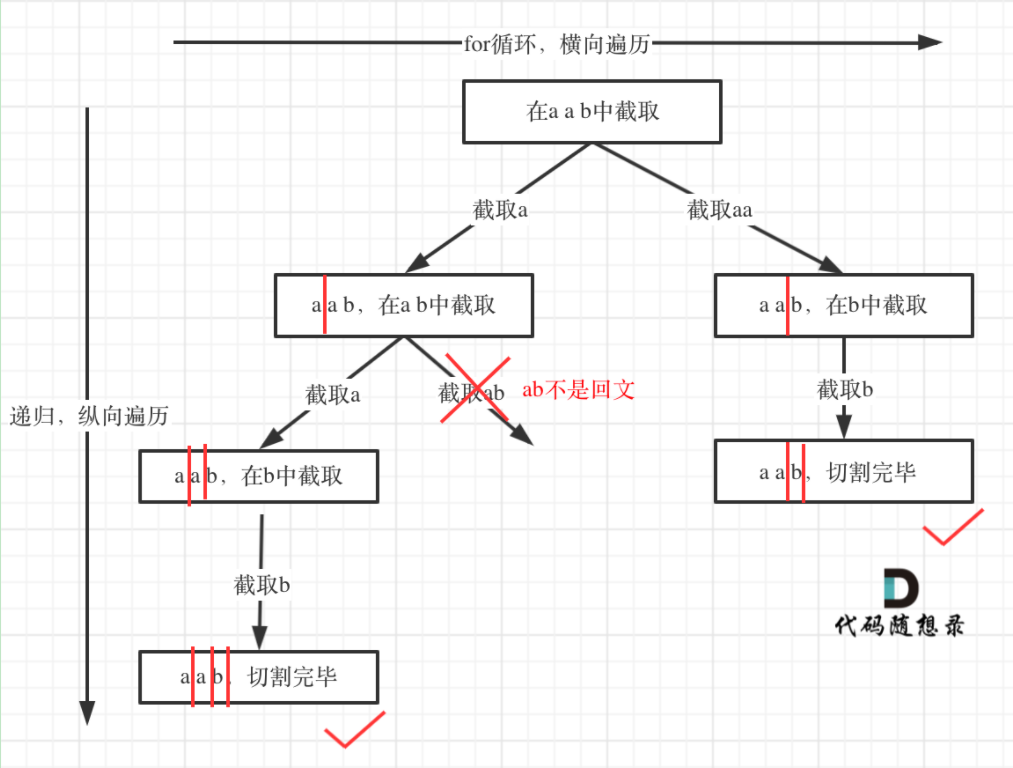 for循环，横向遍历
在a a b中截取
截取a
截取aa
a a b，在a b中截取
a a b，在b中截取
截取a
截取ab
ab不是回文
截取b
递归，纵向遍历
a a b，在b中截取
a a b，切割完毕
截取b
代码随想录
a a b，切割完毕